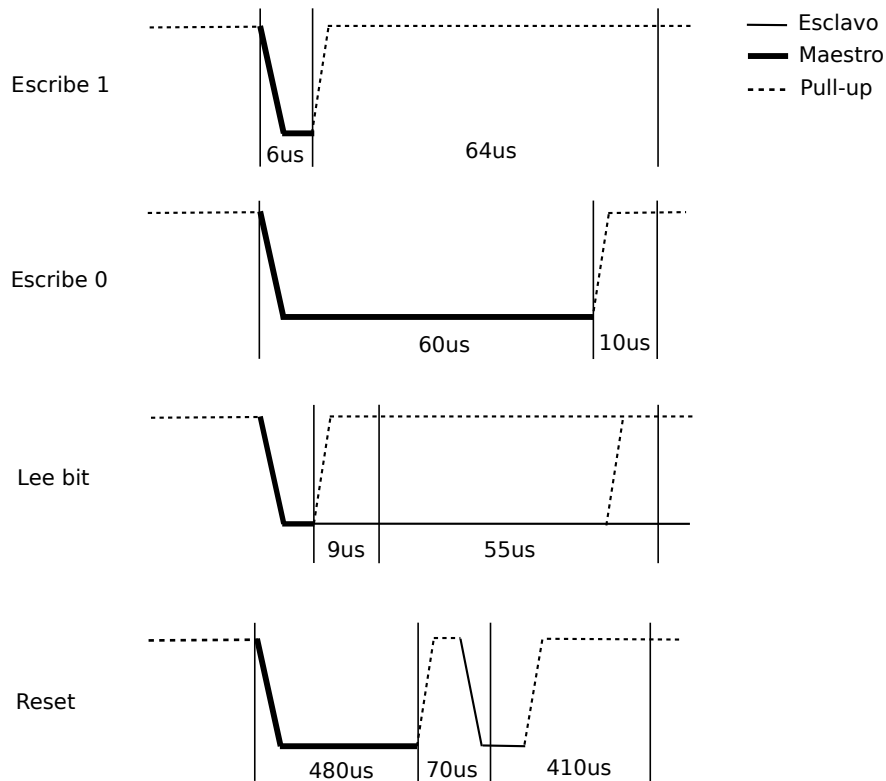 Esclavo
Maestro
Pull-up
Escribe 1
6us
64us
Escribe 0
60us
10us
Lee bit
9us
55us
Reset
480us
70us
410us